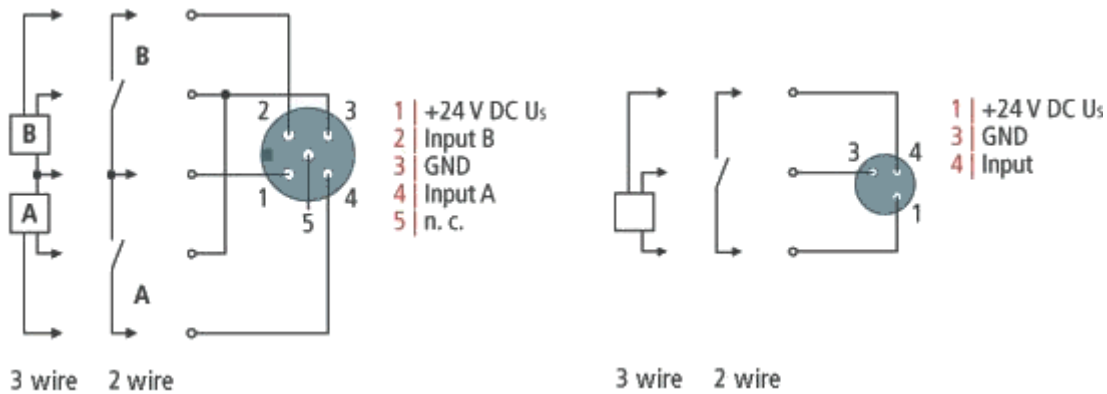 B
2
3
B
A
1
4
5
A
3 wire
2 wire
1 | +24 V DC Us
2 | Input B
3 | GND
4 | Input A
5 | n. c.
3
4
1
3 wire
2 wire
1 | +24 V DC Us
3 | GND
4 | Input